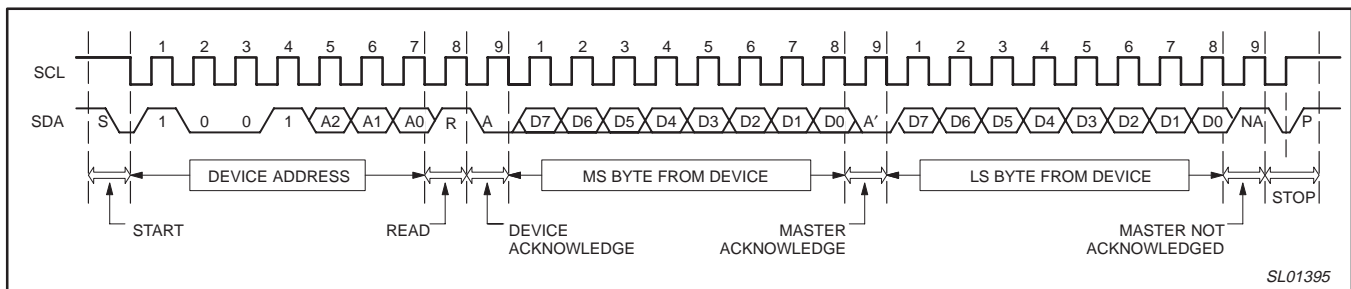 1 2 3 4 5 6 7 8 9 1 2 3 4 5 6 7 8 9 1 2 3 4 5 6 7 8 9
SCL
SDA S 1 0 0 1 A2 A1 A0 R A D7 D6 D5 D4 D3 D2 D1 D0 A′ D7 D6 D5 D4 D3 D2 D1 D0 NA P
DEVICE ADDRESS MS BYTE FROM DEVICE LS BYTE FROM DEVICE
STOP
START READ DEVICE ACKNOWLEDGE MASTER ACKNOWLEDGE MASTER NOT ACKNOWLEDGED
SL01395